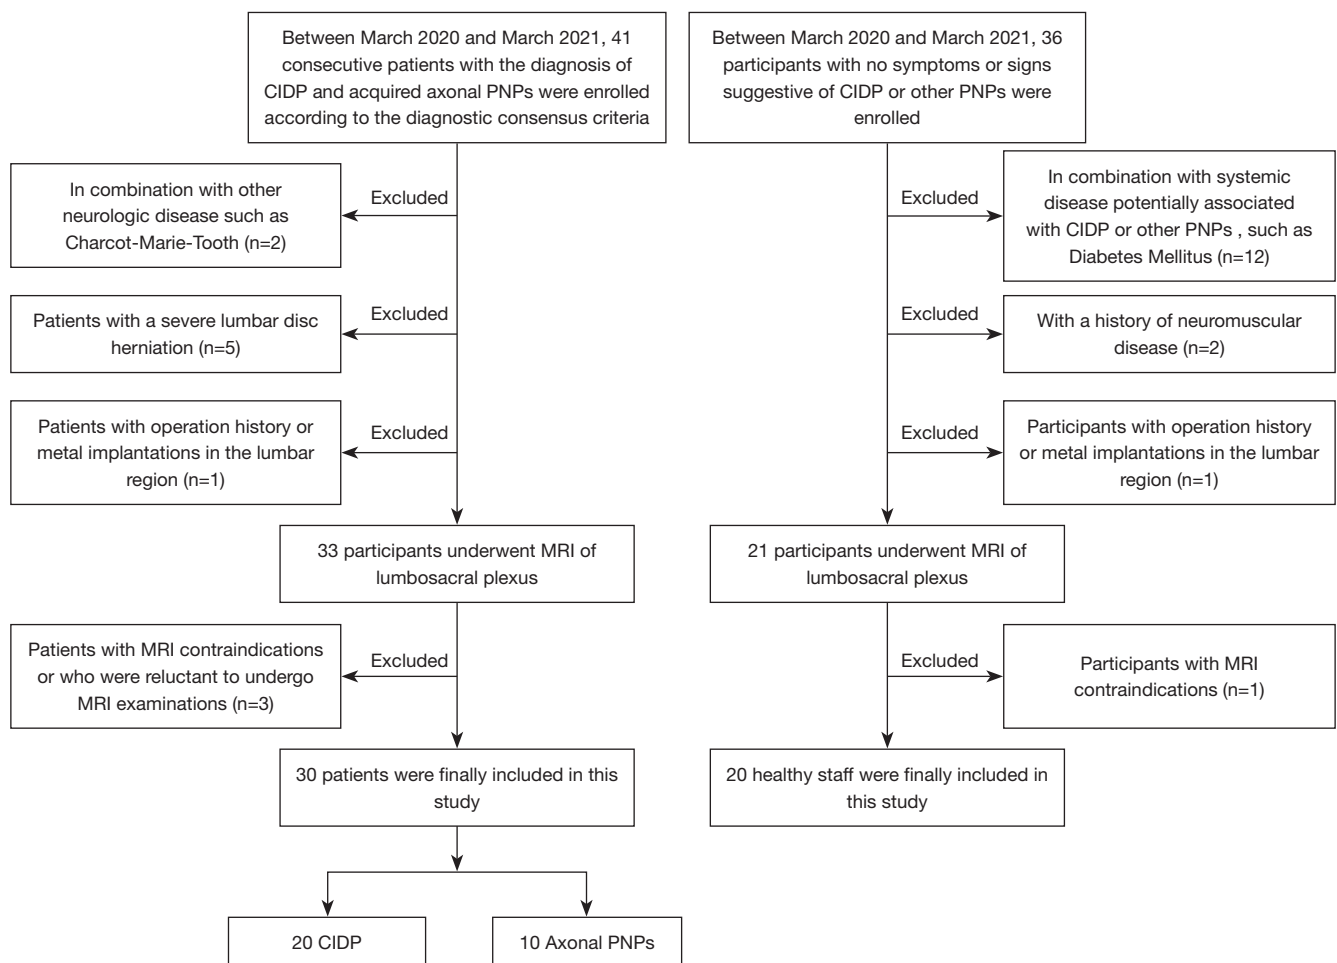 Between March 2020 and March 2021, 41
consecutive patients with the diagnosis of
CIDP and acquired axonal PNPs were enrolled
according to the diagnostic consensus criteria
Between March 2020 and March 2021, 36
participants with no symptoms or signs
suggestive of CIDP or other PNPs were
enrolled
In combination with other
neurologic disease such as
Charcot-Marie-Tooth (n=2)
Excluded
Excluded
In combination with systemic
disease potentially associated
with CIDP or other PNPs , such as
Diabetes Mellitus (n=12)
Patients with a severe lumbar disc
herniation (n=5)
Excluded
Excluded
With a history of neuromuscular
disease (n=2)
Patients with operation history or
metal implantations in the lumbar
region (n=1)
Excluded
Excluded
Participants with operation history
or metal implantations in the lumbar
region (n=1)
33 participants underwent MRI of
lumbosacral plexus
21 participants underwent MRI of
lumbosacral plexus
Patients with MRI contraindications
or who were reluctant to undergo
MRI examinations (n=3)
Excluded
Excluded
Participants with MRI
contraindications (n=1)
30 patients were finally included in this
study
20 healthy staff were finally included in
this study
20 CIDP
10 Axonal PNPs